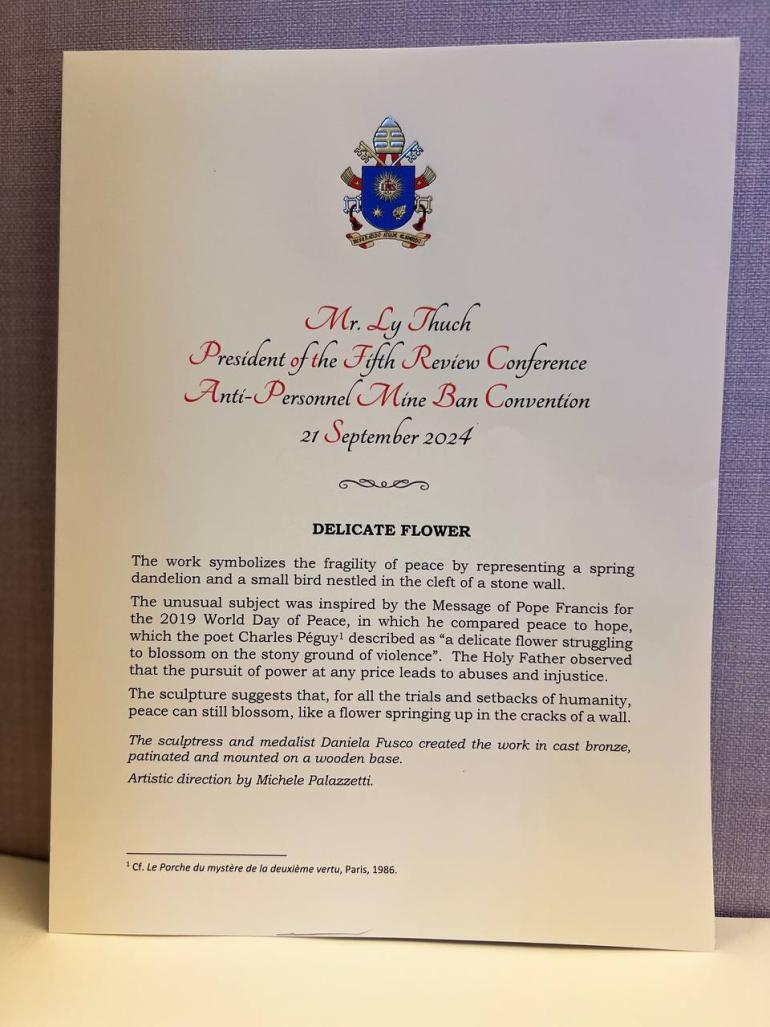 IHS
MISERANDO ATQUE ELIGENDO
Mr. Ly Thuch
President of the Fifth Review Conference
Anti-Personnel Mine Ban Convention
21 September 2024
DELICATE FLOWER
The work symbolizes the fragility of peace by representing a spring
dandelion and a small bird nestled in the cleft of a stone wall.
The unusual subject was inspired by the Message of Pope Francis for
the 2019 World Day of Peace, in which he compared peace to hope,
which the poet Charles Péguy¹ described as “a delicate flower struggling
to blossom on the stony ground of violence”. The Holy Father observed
that the pursuit of power at any price leads to abuses and injustice.
The sculpture suggests that, for all the trials and setbacks of humanity,
peace can still blossom, like a flower springing up in the cracks of a wall.
The sculptress and medalist Daniela Fusco created the work in cast bronze,
patinated and mounted on a wooden base.
Artistic direction by Michele Palazzetti.
¹ Cf. Le Porche du mystère de la deuxième vertu, Paris, 1986.